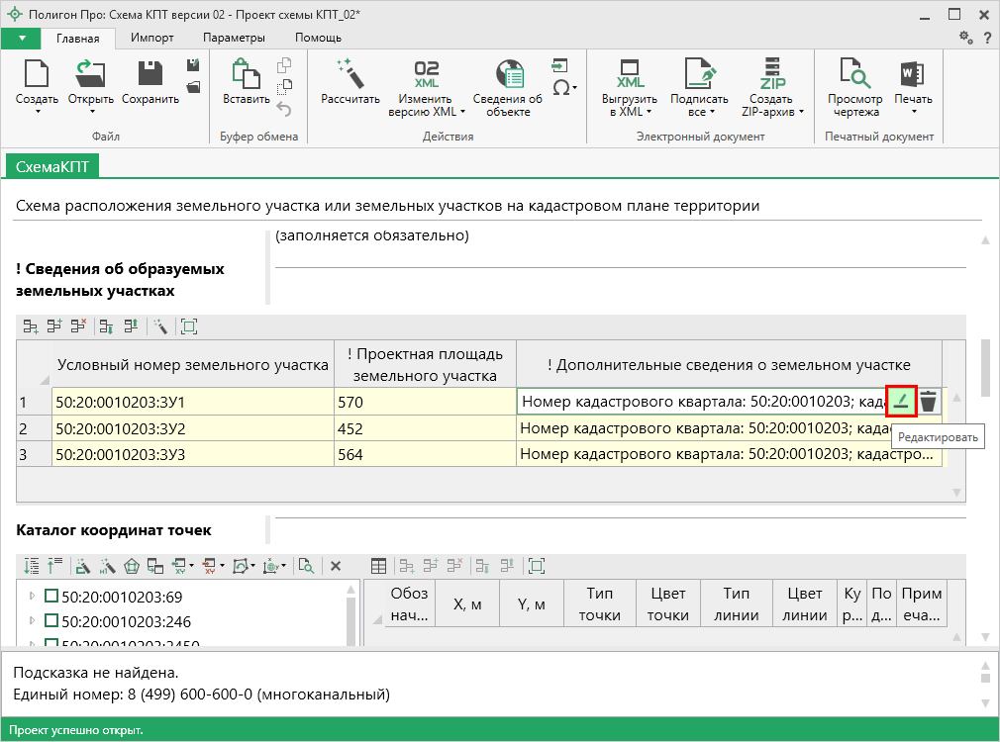 Полигон Про: Схема КПТ версии 02 - Проект схемы КПТ_02*
Главная Импорт Параметры Помощь
?
Создать Открыть Сохранить
Файл
Вставить
Буфер обмена
Рассчитать
02 XML
Изменить версию XML
Сведения об объекте
Ω
Действия
XML
Выгрузить в XML
Подписать все
ZIP
Создать ZIP-архив
Электронный документ
Просмотр чертежа
W
Печать
Печатный документ
СхемаКПТ
Схема расположения земельного участка или земельных участков на кадастровом плане территории
(заполняется обязательно)
! Сведения об образуемых
земельных участках
Условный номер земельного участка
! Проектная площадь
земельного участка
! Дополнительные сведения о земельном участке
1 50:20:0010203:ЗУ1 570 Номер кадастрового квартала: 50:20:0010203; када
2 50:20:0010203:ЗУ2 452 Номер кадастрового квартала: 50:20:0010203; кадас
3 50:20:0010203:ЗУ3 564 Номер кадастрового квартала: 50:20:0010203; кадастро...
Редактировать
Каталог координат точек
50:20:0010203:69
50:20:0010203:246
50:20:0010203:2450
Обоз нач...
X, м
Y, м
Тип точки
Цвет точки
Тип линии
Цвет линии
Ку р...
По д...
Прим еча...
Подсказка не найдена.
Единый номер: 8 (499) 600-600-0 (многоканальный)
Проект успешно открыт.